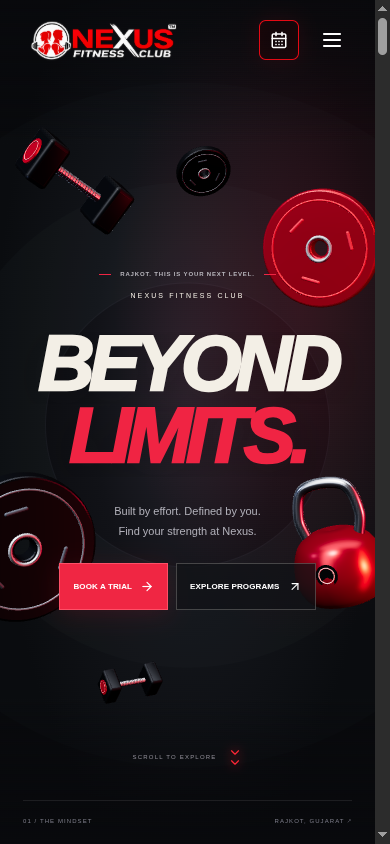 NEXUS
TM
FITNESS CLUB
RAJKOT. THIS IS YOUR NEXT LEVEL.
NEXUS FITNESS CLUB
BEYOND
LIMITS.
Built by effort. Defined by you.
Find your strength at Nexus.
BOOK A TRIAL →
EXPLORE PROGRAMS ↗
SCROLL TO EXPLORE
01 / THE MINDSET
RAJKOT, GUJARAT ↗